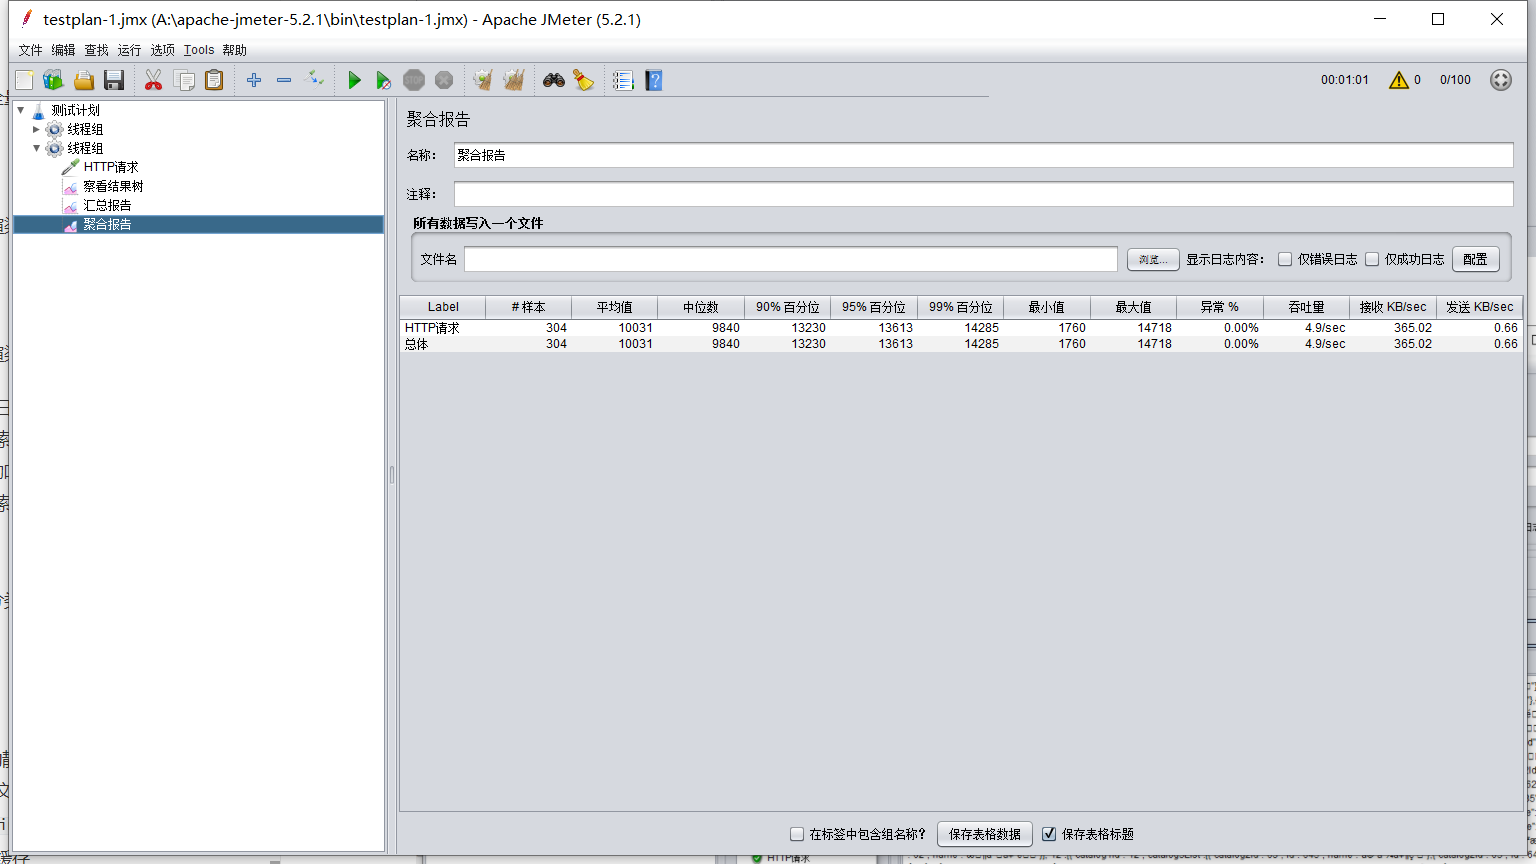 testplan-1.jmx (A:\apache-jmeter-5.2.1\bin\testplan-1.jmx) - Apache JMeter (5.2.1)
文件 编辑 查找 运行 选项 Tools 帮助
00:01:01 0 0/100
测试计划
线程组
线程组
HTTP请求
察看结果树
汇总报告
聚合报告
聚合报告
名称: 聚合报告
注释:
所有数据写入一个文件
文件名 浏览... 显示日志内容: 仅错误日志 仅成功日志 配置
Label # 样本 平均值 中位数 90% 百分位 95% 百分位 99% 百分位 最小值 最大值 异常 % 吞吐量 接收 KB/sec 发送 KB/sec
HTTP请求 304 10031 9840 13230 13613 14285 1760 14718 0.00% 4.9/sec 365.02 0.66
总体 304 10031 9840 13230 13613 14285 1760 14718 0.00% 4.9/sec 365.02 0.66
在标签中包含组名称? 保存表格数据 保存表格标题
HTTP请求